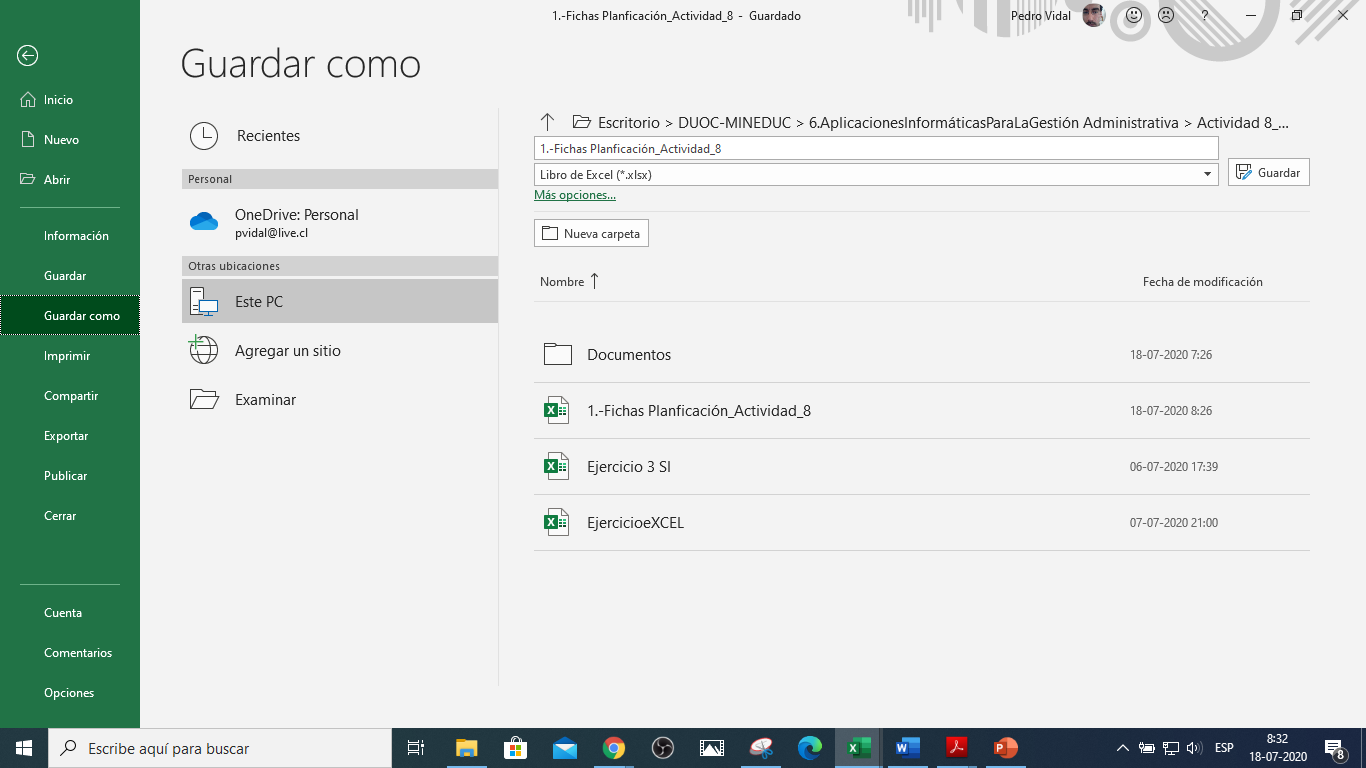 1.-Fichas Planficación_Actividad_8 - Guardado
Pedro Vidal
?
Guardar como
Inicio
Nuevo
Abrir
Información
Guardar
Guardar como
Imprimir
Compartir
Exportar
Publicar
Cerrar
Cuenta
Comentarios
Opciones
Recientes
Personal
OneDrive: Personal
pvidal@live.cl
Otras ubicaciones
Este PC
Agregar un sitio
Examinar
Escritorio > DUOC-MINEDUC > 6.AplicacionesInformáticasParaLaGestión Administrativa > Actividad 8_...
1.-Fichas Planficación_Actividad_8
Libro de Excel (*.xlsx)
Guardar
Más opciones...
Nueva carpeta
Nombre Fecha de modificación
Documentos 18-07-2020 7:26
1.-Fichas Planficación_Actividad_8 18-07-2020 8:26
Ejercicio 3 SI 06-07-2020 17:39
EjercicioeXCEL 07-07-2020 21:00
Escribe aquí para buscar
ESP
8:32
18-07-2020
8